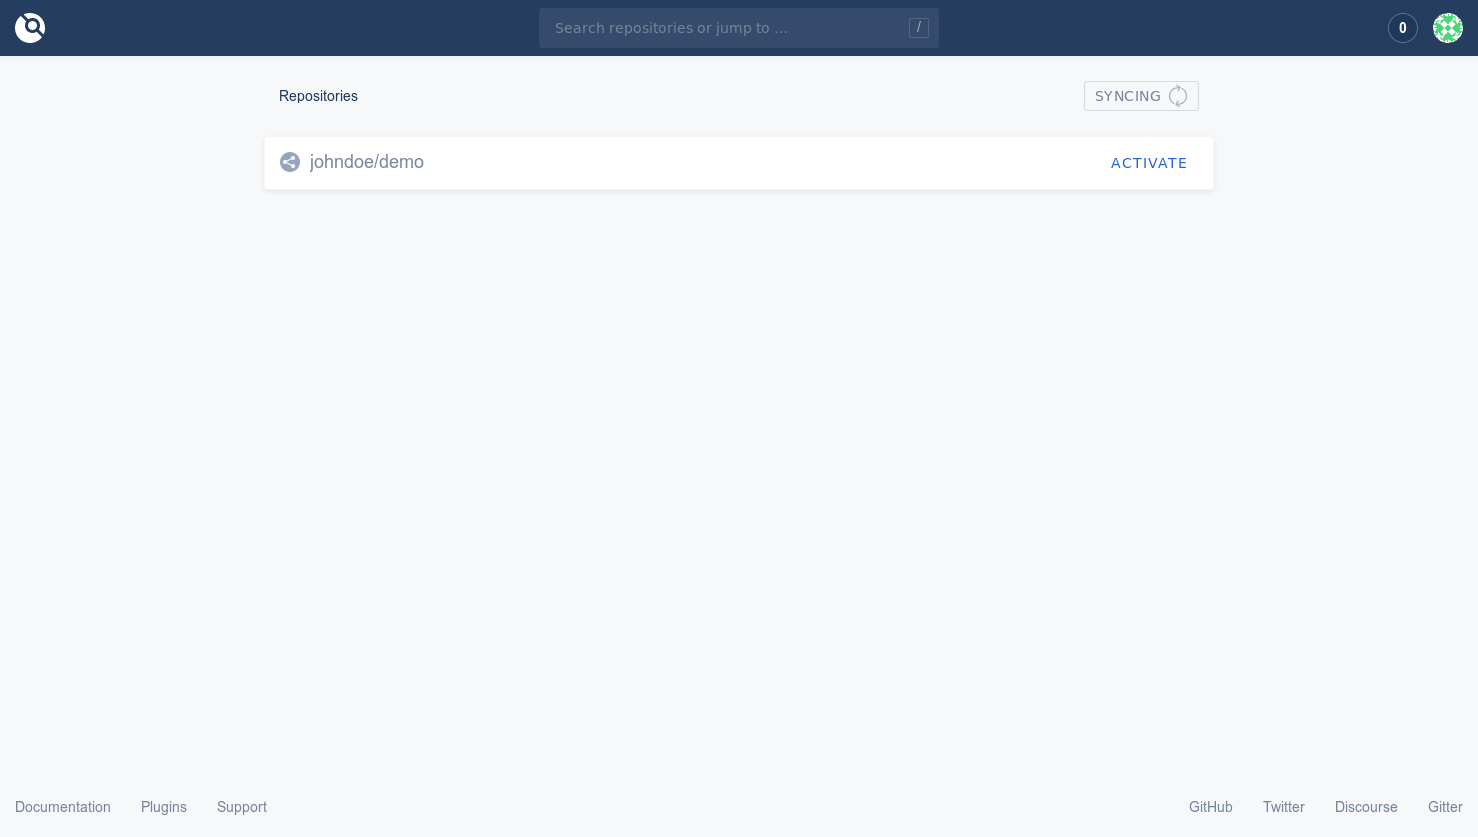 Search repositories or jump to ...
/
0
Repositories
SYNCING
johndoe/demo
ACTIVATE
Documentation Plugins Support
GitHub Twitter Discourse Gitter